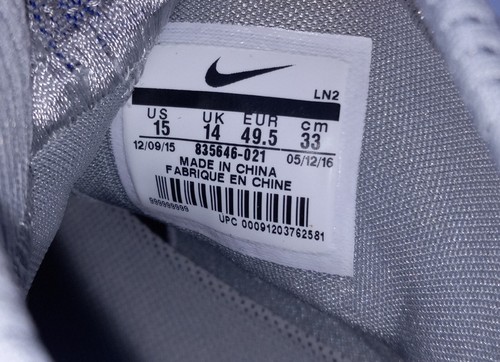 LN2
US UK EUR cm
15 14 49.5 33
12/09/15 835646-021 05/12/16
MADE IN CHINA
FABRIQUE EN CHINE
99999999
UPC 00091203762581